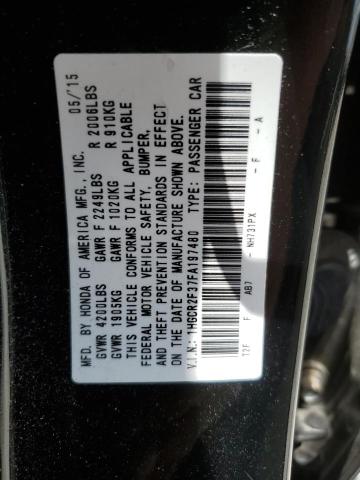 MFD. BY HONDA OF AMERICA MFG., INC. 05/'15
GVWR 4200LBS GAWR F 2249LBS R 2006LBS
GVWR 1905KG GAWR F 1020KG R 910KG
THIS VEHICLE CONFORMS TO ALL APPLICABLE
FEDERAL MOTOR VEHICLE SAFETY, BUMPER,
AND THEFT PREVENTION STANDARDS IN EFFECT
ON THE DATE OF MANUFACTURE SHOWN ABOVE.
V.I.N.: 1HGCR2F37FA197480 TYPE: PASSENGER CAR
T2F F AB7 - NH731PX - F - A